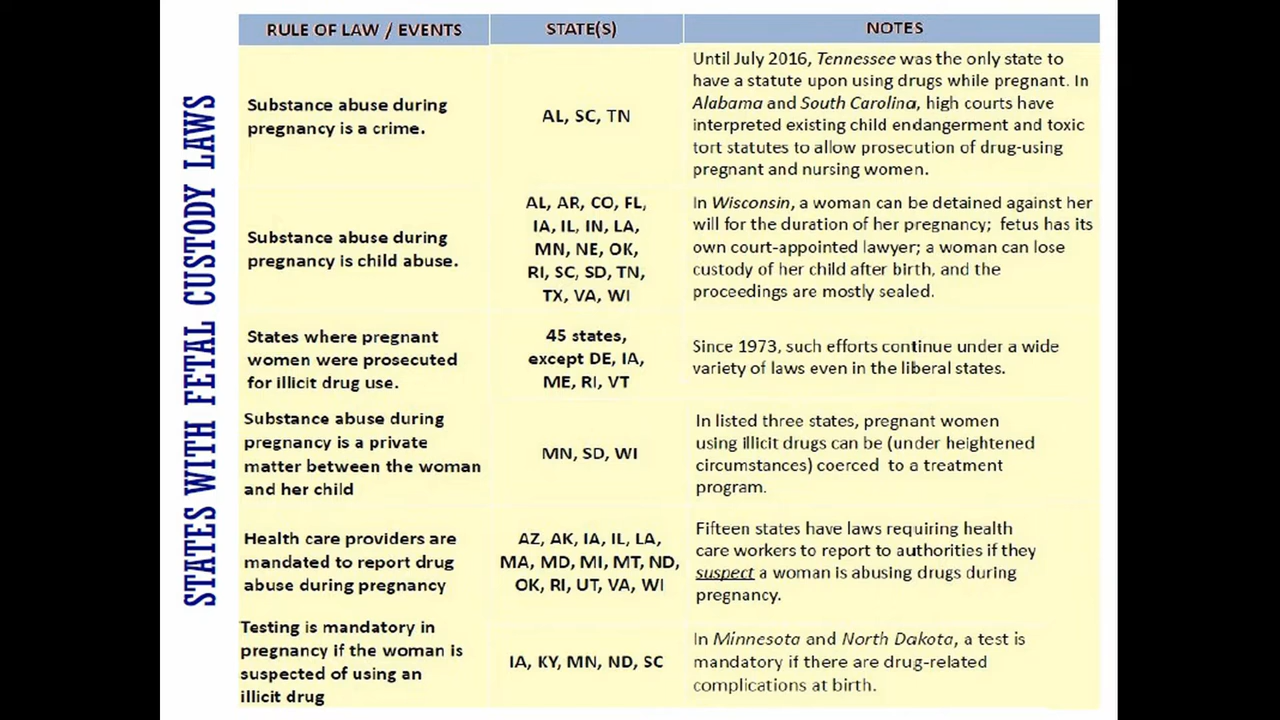 STATES WITH FETAL CUSTODY LAWS
RULE OF LAW / EVENTS
STATE(S)
NOTES
Substance abuse during
pregnancy is a crime.
AL, SC, TN
Until July 2016, Tennessee was the only state to
have a statute upon using drugs while pregnant. In
Alabama and South Carolina, high courts have
interpreted existing child endangerment and toxic
tort statutes to allow prosecution of drug-using
pregnant and nursing women.
Substance abuse during
pregnancy is child abuse.
AL, AR, CO, FL,
IA, IL, IN, LA,
MN, NE, OK,
RI, SC, SD, TN,
TX, VA, WI
In Wisconsin, a woman can be detained against her
will for the duration of her pregnancy; fetus has its
own court-appointed lawyer; a woman can lose
custody of her child after birth, and the
proceedings are mostly sealed.
States where pregnant
women were prosecuted
for illicit drug use.
45 states,
except DE, IA,
ME, RI, VT
Since 1973, such efforts continue under a wide
variety of laws even in the liberal states.
Substance abuse during
pregnancy is a private
matter between the woman
and her child
MN, SD, WI
In listed three states, pregnant women
using illicit drugs can be (under heightened
circumstances) coerced to a treatment
program.
Health care providers are
mandated to report drug
abuse during pregnancy
AZ, AK, IA, IL, LA,
MA, MD, MI, MT, ND,
OK, RI, UT, VA, WI
Fifteen states have laws requiring health
care workers to report to authorities if they
suspect a woman is abusing drugs during
pregnancy.
Testing is mandatory in
pregnancy if the woman is
suspected of using an
illicit drug
IA, KY, MN, ND, SC
In Minnesota and North Dakota, a test is
mandatory if there are drug-related
complications at birth.